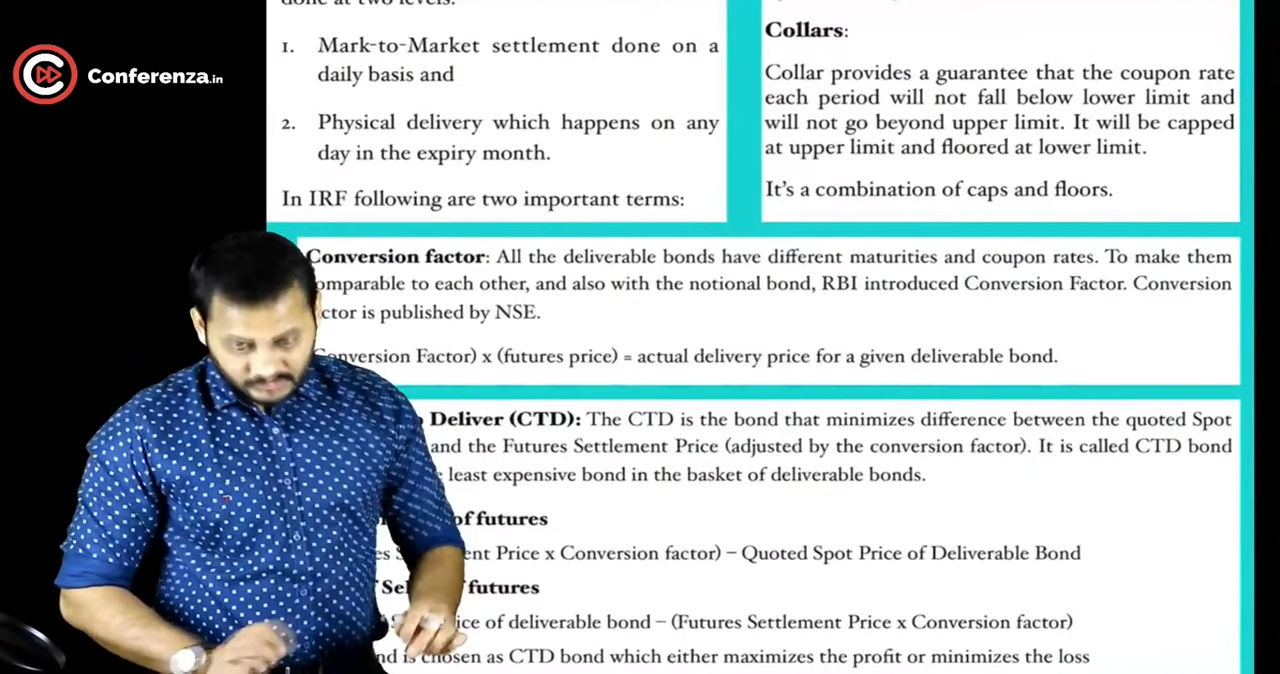 Conferenza.in
done at two levels.
1. Mark-to-Market settlement done on a
daily basis and
2. Physical delivery which happens on any
day in the expiry month.
In IRF following are two important terms:
Collars:
Collar provides a guarantee that the coupon rate
each period will not fall below lower limit and
will not go beyond upper limit. It will be capped
at upper limit and floored at lower limit.
It's a combination of caps and floors.
Conversion factor: All the deliverable bonds have different maturities and coupon rates. To make them
omparable to each other, and also with the notional bond, RBI introduced Conversion Factor. Conversion
ctor is published by NSE.
Conversion Factor) x (futures price) = actual delivery price for a given deliverable bond.
Deliver (CTD): The CTD is the bond that minimizes difference between the quoted Spot
and the Futures Settlement Price (adjusted by the conversion factor). It is called CTD bond
least expensive bond in the basket of deliverable bonds.
of futures
ent Price x Conversion factor) – Quoted Spot Price of Deliverable Bond
futures
ice of deliverable bond – (Futures Settlement Price x Conversion factor)
is chosen as CTD bond which either maximizes the profit or minimizes the loss